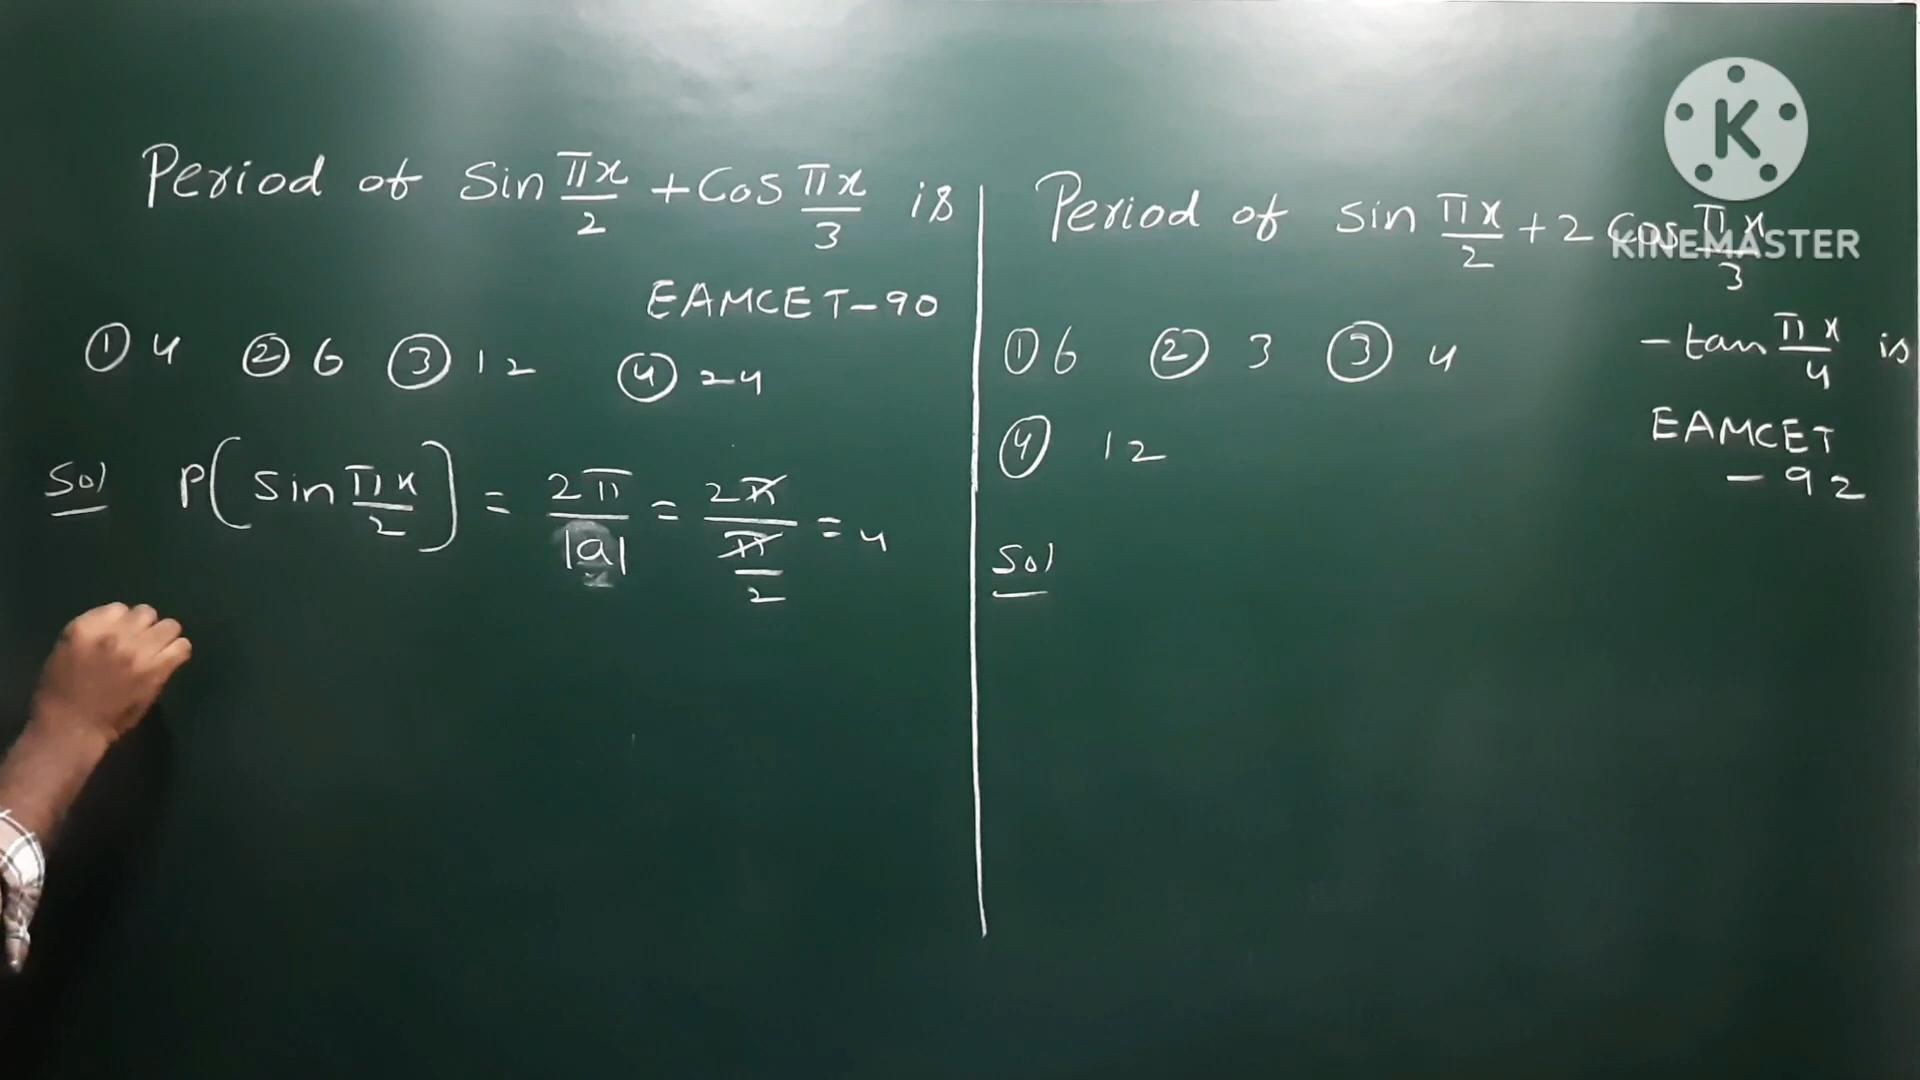 Period of Sin πx/2 + Cos πx/3 is
EAMCET-90
① 4 ② 6 ③ 12 ④ 24
Sol P(sin πx/2) = 2π/|a| = 2π/(π/2) = 4
Period of sin πx/2 + 2 Cos πx/3
- tan πx/4 is
① 6 ② 3 ③ 4
EAMCET
- 92
④ 12
Sol
K
KINEMASTER